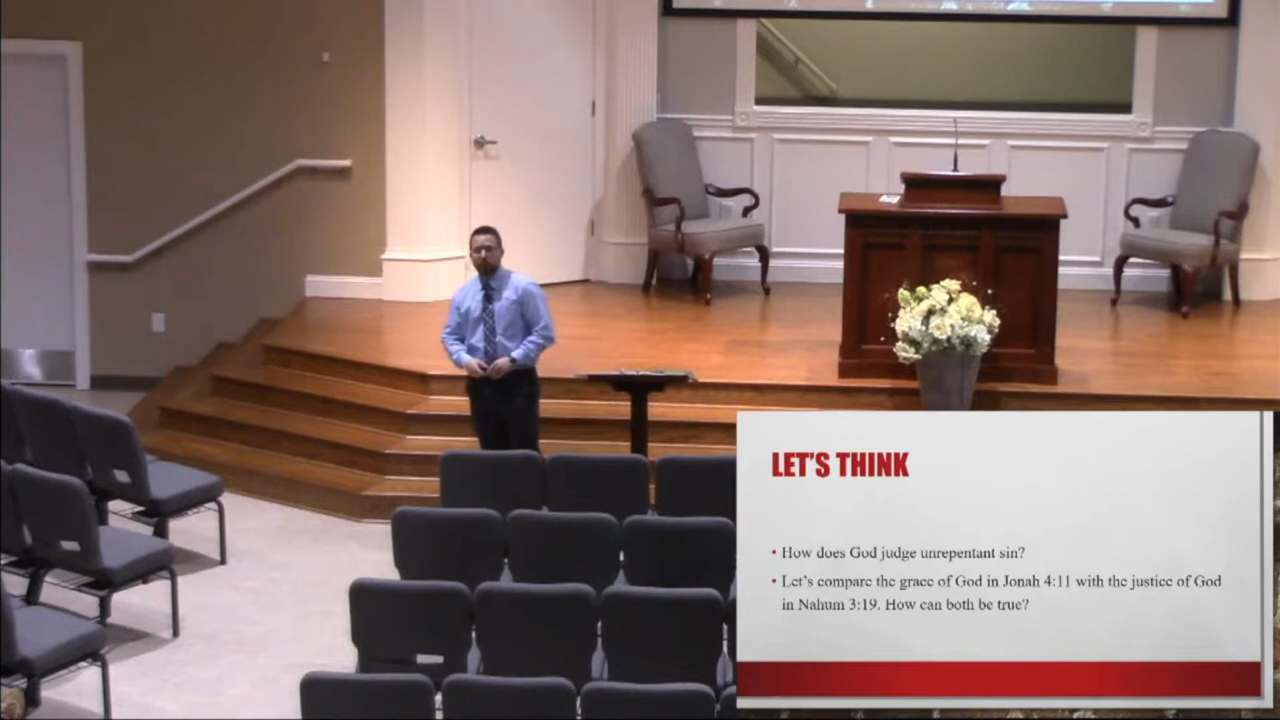 LET'S THINK
• How does God judge unrepentant sin?
• Let's compare the grace of God in Jonah 4:11 with the justice of God
in Nahum 3:19. How can both be true?